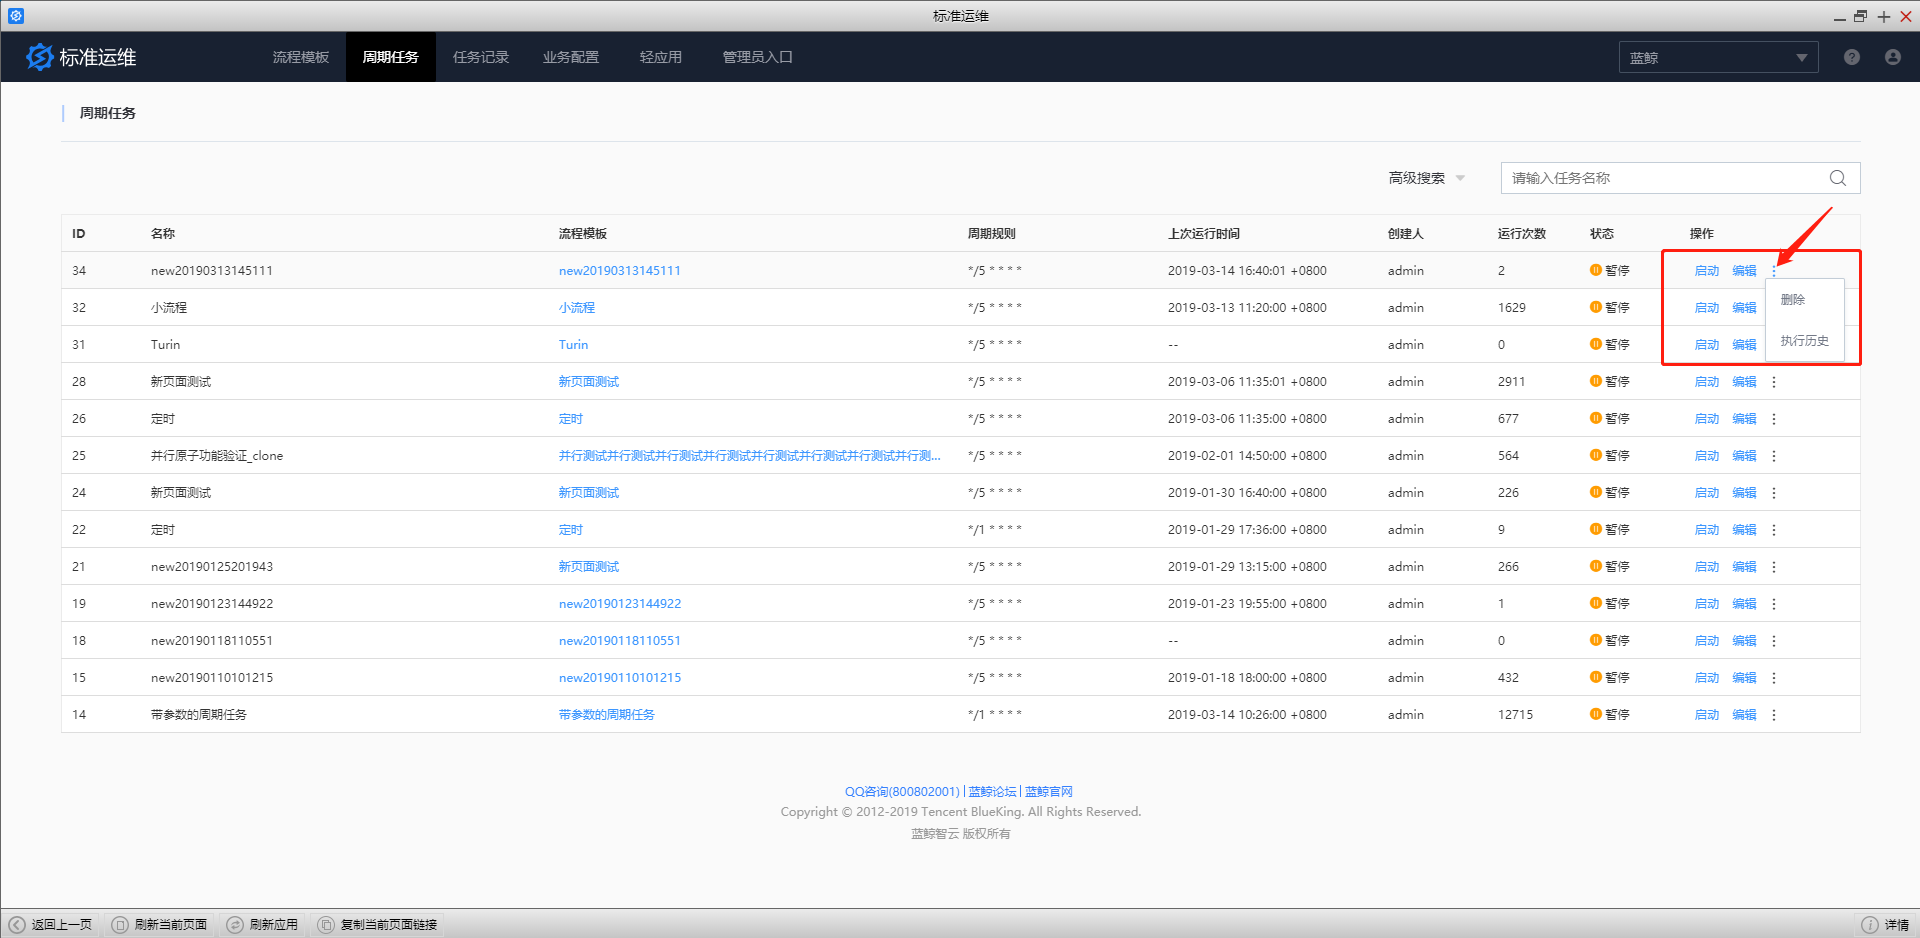 标准运维
标准运维 流程模板 周期任务 任务记录 业务配置 轻应用 管理员入口 蓝鲸
周期任务
高级搜索 请输入任务名称
ID 名称 流程模板 周期规则 上次运行时间 创建人 运行次数 状态 操作
34 new20190313145111 new20190313145111 */5 * * * * 2019-03-14 16:40:01 +0800 admin 2 暂停 启动 编辑
删除
32 小流程 小流程 */5 * * * * 2019-03-13 11:20:00 +0800 admin 1629 暂停 启动 编辑
执行历史
31 Turin Turin */5 * * * * -- admin 0 暂停 启动 编辑
28 新页面测试 新页面测试 */5 * * * * 2019-03-06 11:35:01 +0800 admin 2911 暂停 启动 编辑
26 定时 定时 */5 * * * * 2019-03-06 11:35:00 +0800 admin 677 暂停 启动 编辑
25 并行原子功能验证_clone 并行测试并行测试并行测试并行测试并行测试并行测试并行测试并行测... */5 * * * * 2019-02-01 14:50:00 +0800 admin 564 暂停 启动 编辑
24 新页面测试 新页面测试 */5 * * * * 2019-01-30 16:40:00 +0800 admin 226 暂停 启动 编辑
22 定时 定时 */1 * * * * 2019-01-29 17:36:00 +0800 admin 9 暂停 启动 编辑
21 new20190125201943 新页面测试 */5 * * * * 2019-01-29 13:15:00 +0800 admin 266 暂停 启动 编辑
19 new20190123144922 new20190123144922 */5 * * * * 2019-01-23 19:55:00 +0800 admin 1 暂停 启动 编辑
18 new20190118110551 new20190118110551 */5 * * * * -- admin 0 暂停 启动 编辑
15 new20190110101215 new20190110101215 */5 * * * * 2019-01-18 18:00:00 +0800 admin 432 暂停 启动 编辑
14 带参数的周期任务 带参数的周期任务 */1 * * * * 2019-03-14 10:26:00 +0800 admin 12715 暂停 启动 编辑
QQ咨询(800802001) | 蓝鲸论坛 | 蓝鲸官网
Copyright © 2012-2019 Tencent BlueKing. All Rights Reserved.
蓝鲸智云 版权所有
返回上一页 刷新当前页面 刷新应用 复制当前页面链接 详情